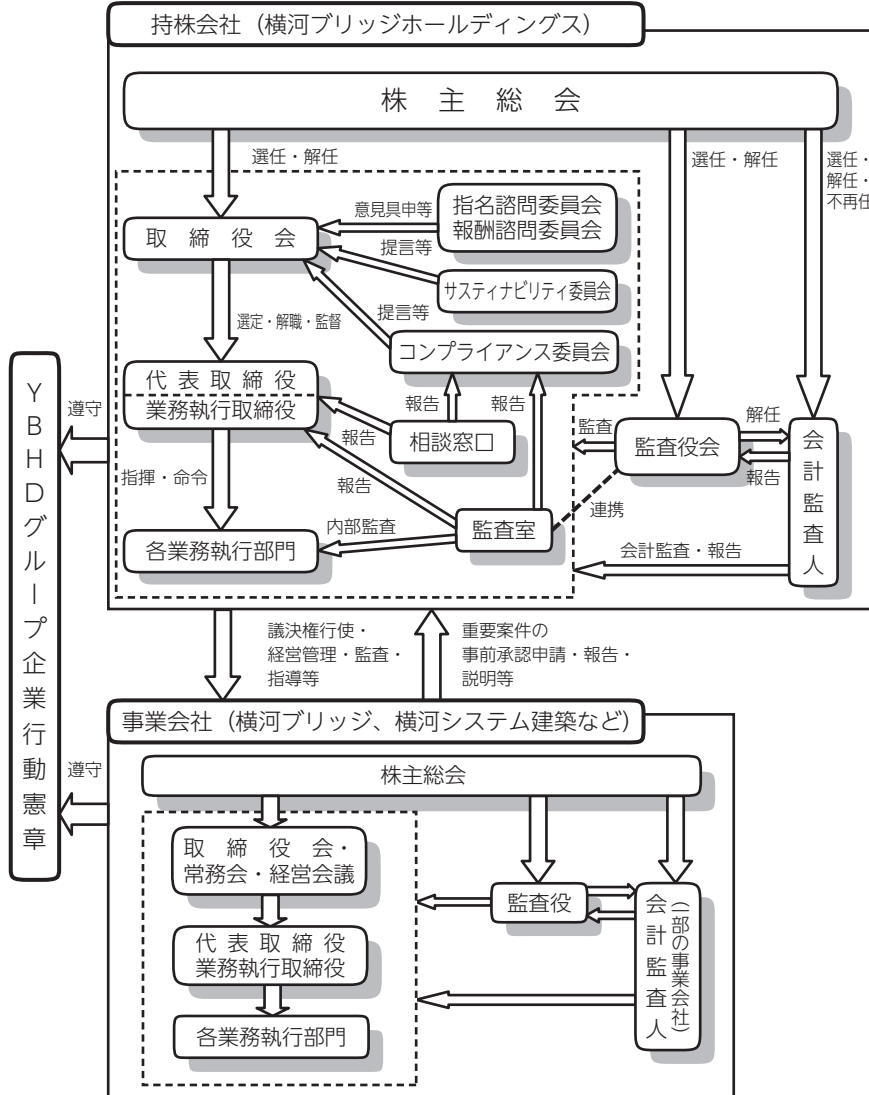 持株会社（横河ブリッジホールディングス）
株主総会
選任・解任
選任・解任
選任・
解任・
不再任
意見具申等
指名諮問委員会
報酬諮問委員会
取締役会
提言等
サスティナビリティ委員会
選定・解職・監督
提言等
コンプライアンス委員会
代表取締役
業務執行取締役
報告
報告
報告
相談窓口
監査
監査役会
解任
報告
会計監査人
指揮・命令
報告
連携
内部監査
監査室
各業務執行部門
会計監査・報告
YBHDグループ企業行動憲章
遵守
遵守
議決権行使・
経営管理・監査・
指導等
重要案件の
事前承認申請・報告・
説明等
事業会社（横河ブリッジ、横河システム建築など）
株主総会
取締役会・
常務会・経営会議
監査役
会計監査人
（一部の事業会社）
代表取締役
業務執行取締役
各業務執行部門